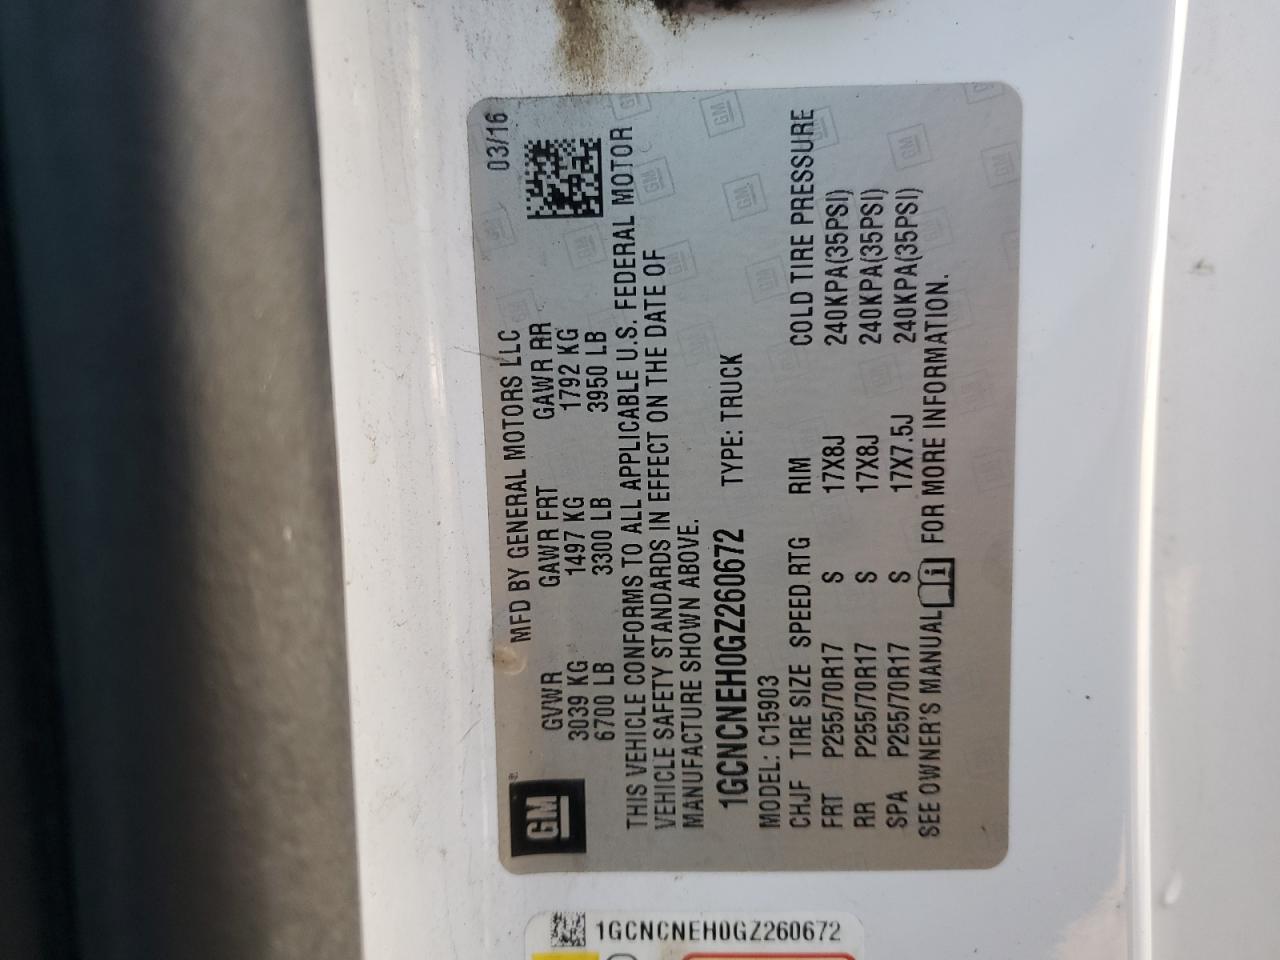 GM
MFD BY GENERAL MOTORS LLC 03/16
GVWR GAWR FRT GAWR RR
3039 KG 1497 KG 1792 KG
6700 LB 3300 LB 3950 LB
THIS VEHICLE CONFORMS TO ALL APPLICABLE U.S. FEDERAL MOTOR
VEHICLE SAFETY STANDARDS IN EFFECT ON THE DATE OF
MANUFACTURE SHOWN ABOVE.
1GCNCNEH0GZ260672 TYPE: TRUCK
MODEL: C15903
CHJF TIRE SIZE SPEED RTG RIM COLD TIRE PRESSURE
FRT P255/70R17 S 17X8J 240KPA(35PSI)
RR P255/70R17 S 17X8J 240KPA(35PSI)
SPA P255/70R17 S 17X7.5J 240KPA(35PSI)
SEE OWNER'S MANUAL FOR MORE INFORMATION.
1GCNCNEH0GZ260672